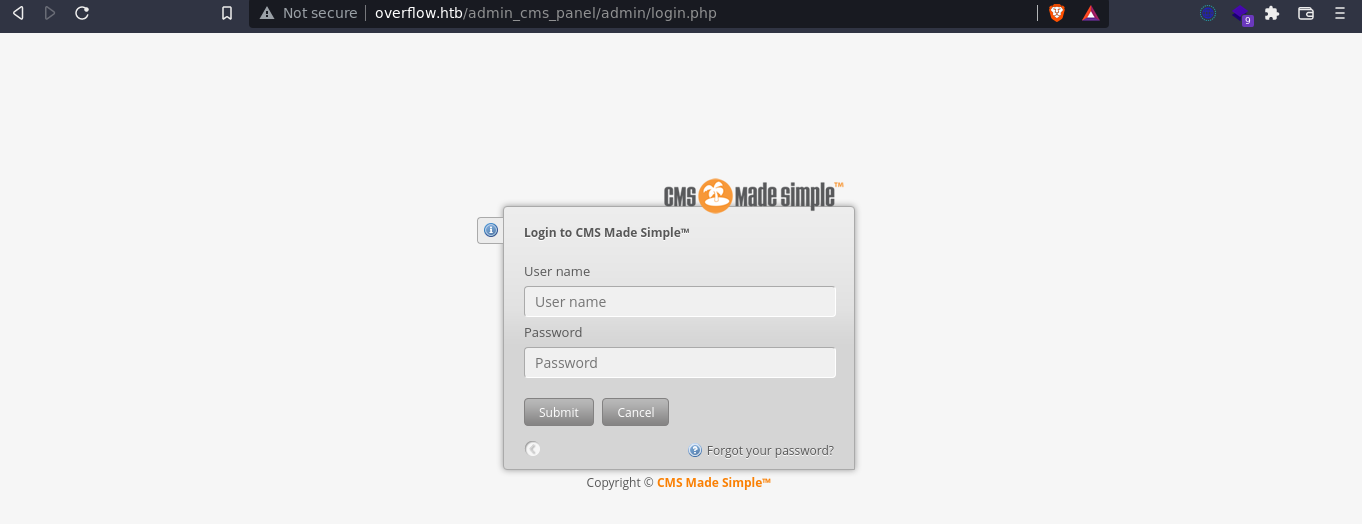 Not secure overflow.htb/admin_cms_panel/admin/login.php 9
CMS Made simple™
Login to CMS Made Simple™
User name
User name
Password
Password
Submit Cancel
Forgot your password?
Copyright © CMS Made Simple™